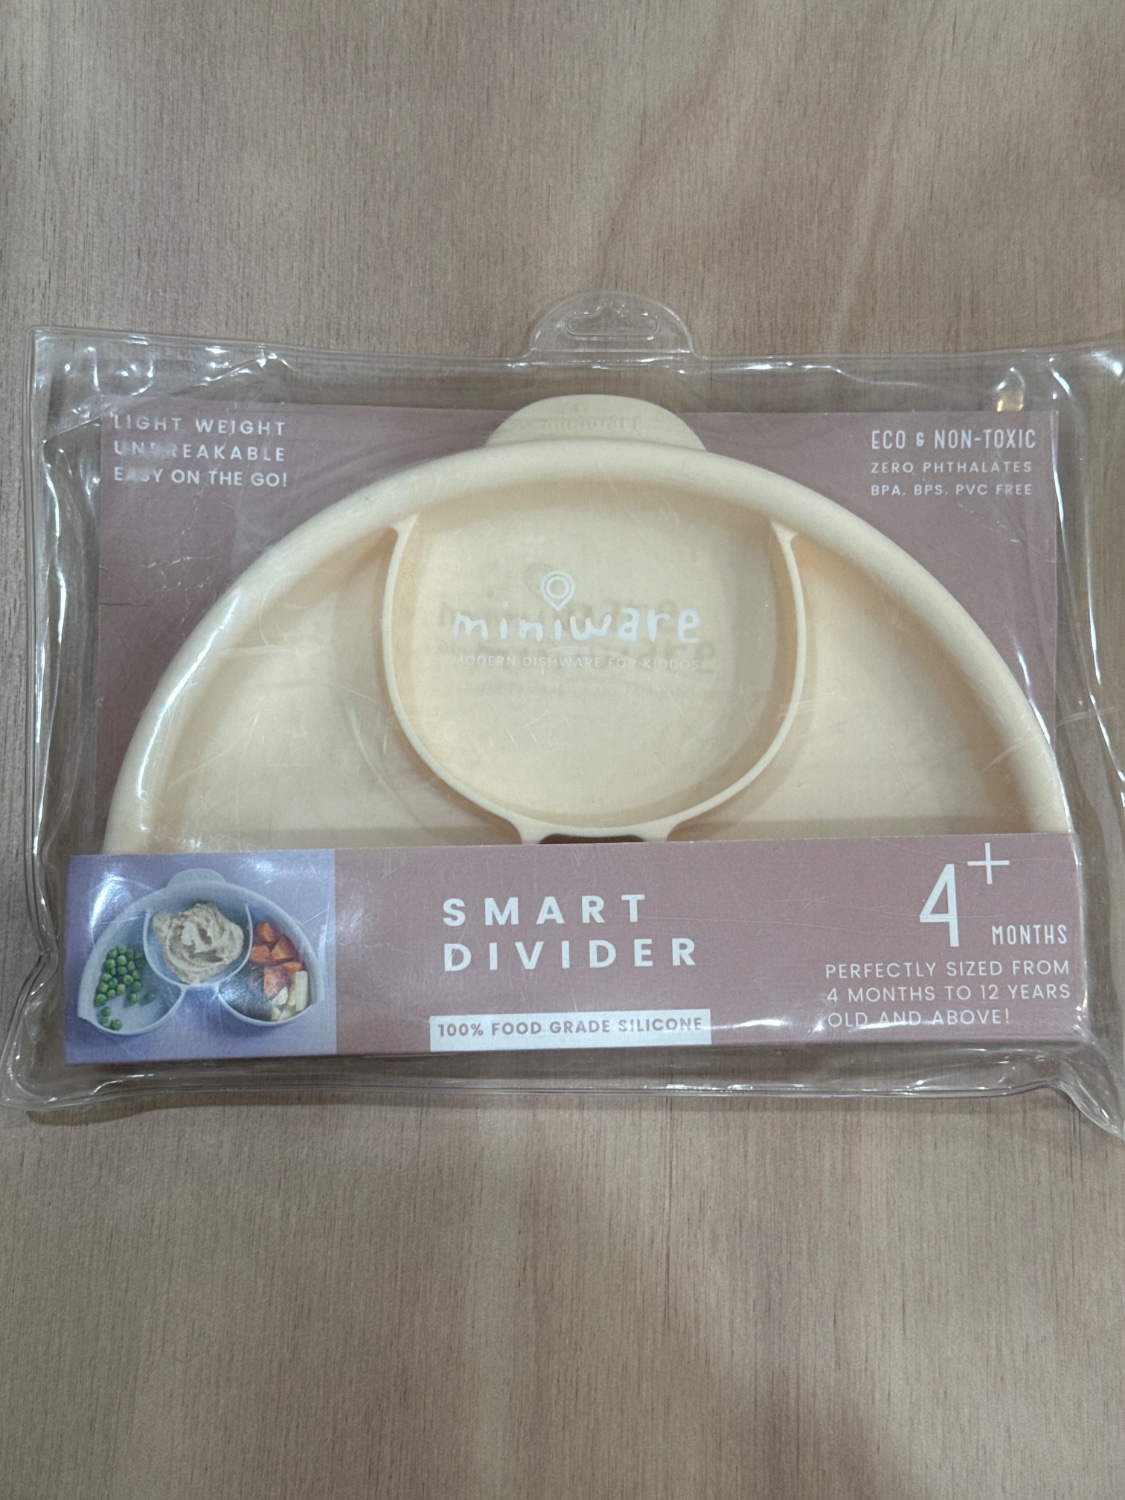 LIGHT WEIGHT
UNBREAKABLE
EASY ON THE GO!
ECO & NON-TOXIC
ZERO PHTHALATES
BPA. BPS. PVC FREE
miniware
MODERN DISHWARE FOR KIDDOS
SMART
DIVIDER
100% FOOD GRADE SILICONE
4+
MONTHS
PERFECTLY SIZED FROM
4 MONTHS TO 12 YEARS
OLD AND ABOVE!